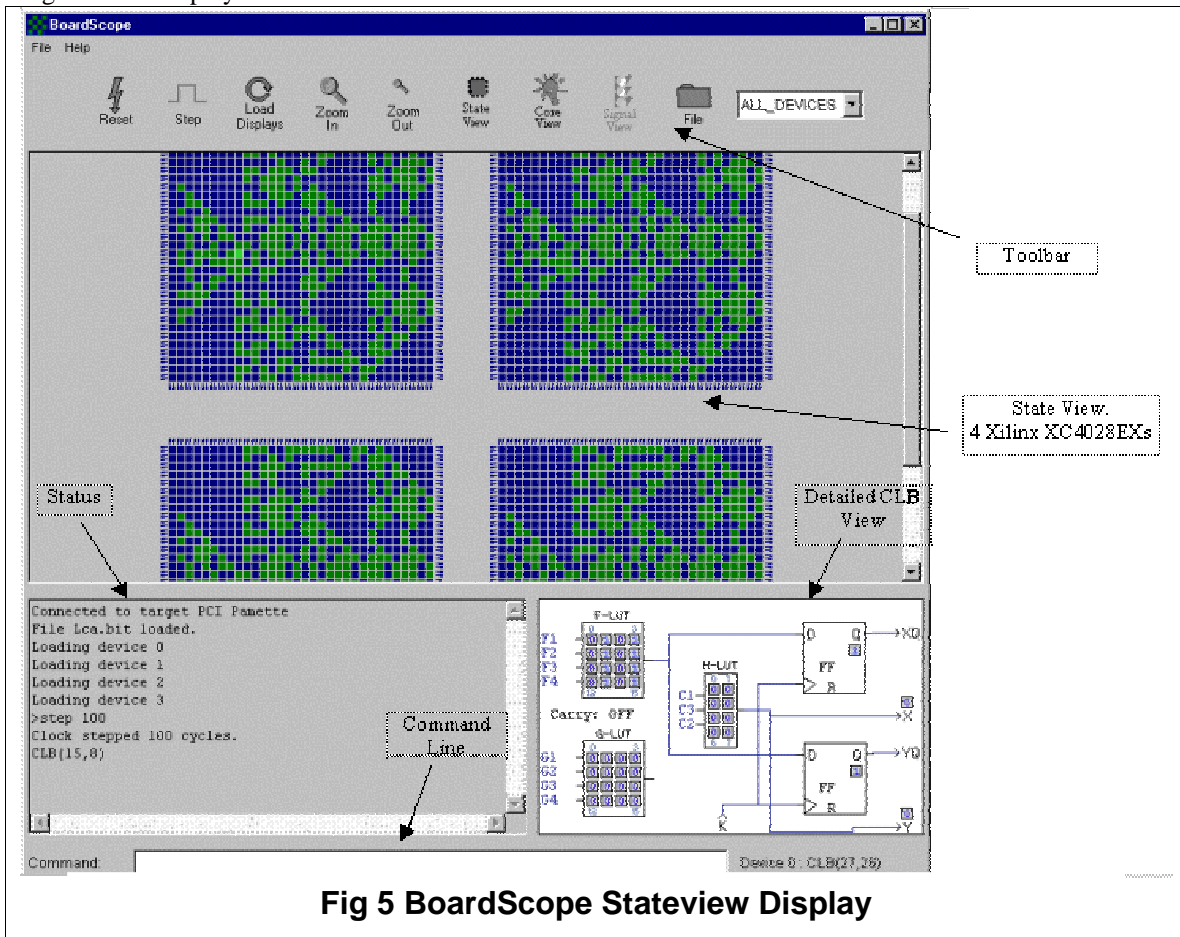 BoardScope
File Help
Reset
Step
Load
Displays
Zoom
In
Zoom
Out
State
View
Core
View
Signal
View
File
ALL_DEVICES
Toolbar
State View.
4 Xilinx XC4028EXs
Status
Detailed CLB
View
Connected to target PCI Pamette
File Lca.bit loaded.
Loading device 0
Loading device 1
Loading device 2
Loading device 3
>step 100
Clock stepped 100 cycles.
CLB(15,8)
Command
Line
F-LUT
F1
F2
F3
F4
Carry: OFF
G-LUT
G1
G2
G3
G4
H-LUT
C1
C3
C2
D Q
FF
R
XQ
X
D Q
FF
R
YQ
Y
K
Command:
Device 0 : CLB(27,26)
Fig 5 BoardScope Stateview Display